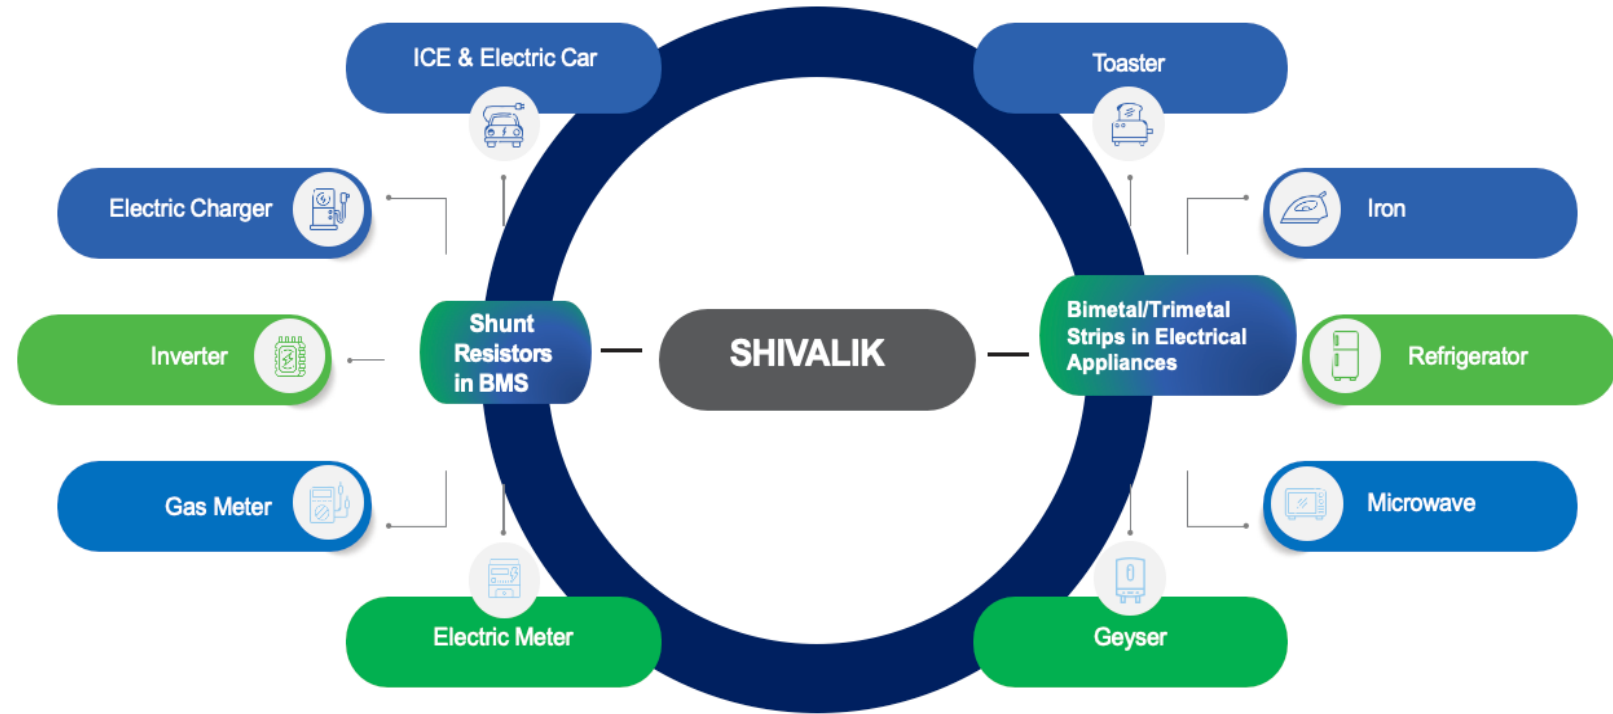 ICE & Electric Car
Toaster
Electric Charger
Iron
Shunt
Resistors
in BMS
SHIVALIK
Bimetal/Trimetal
Strips in Electrical
Appliances
Inverter
Refrigerator
Gas Meter
Microwave
Electric Meter
Geyser